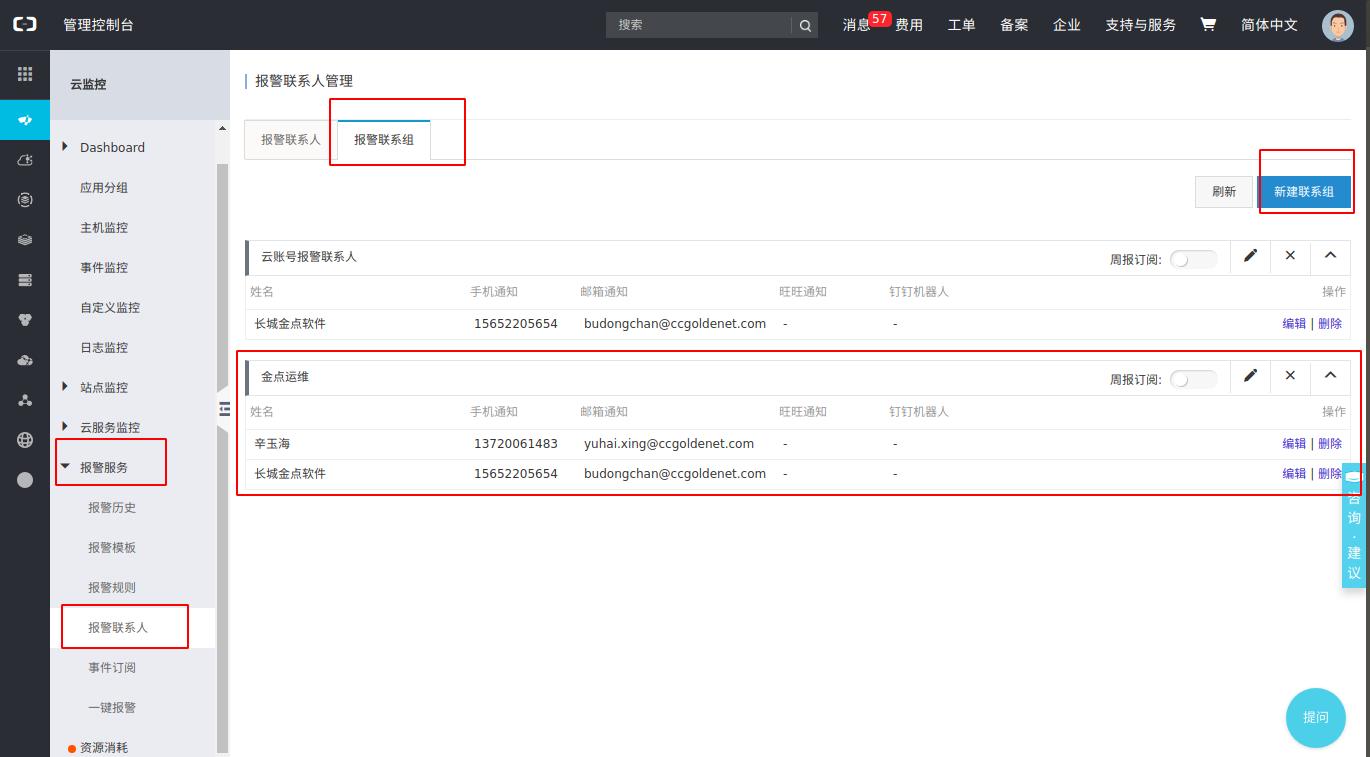 管理控制台 搜索 消息 57 费用 工单 备案 企业 支持与服务 简体中文
云监控
Dashboard
应用分组
主机监控
事件监控
自定义监控
日志监控
站点监控
云服务监控
报警服务
报警历史
报警模板
报警规则
报警联系人
事件订阅
一键报警
资源消耗
报警联系人管理
报警联系人 报警联系组
刷新 新建联系组
云账号报警联系人 周报订阅:
姓名 手机通知 邮箱通知 旺旺通知 钉钉机器人 操作
长城金点软件 15652205654 budongchan@ccgoldenet.com - - 编辑 | 删除
金点运维 周报订阅:
姓名 手机通知 邮箱通知 旺旺通知 钉钉机器人 操作
辛玉海 13720061483 yuhai.xing@ccgoldenet.com - - 编辑 | 删除
长城金点软件 15652205654 budongchan@ccgoldenet.com - - 编辑 | 删除
咨询·建议
提问